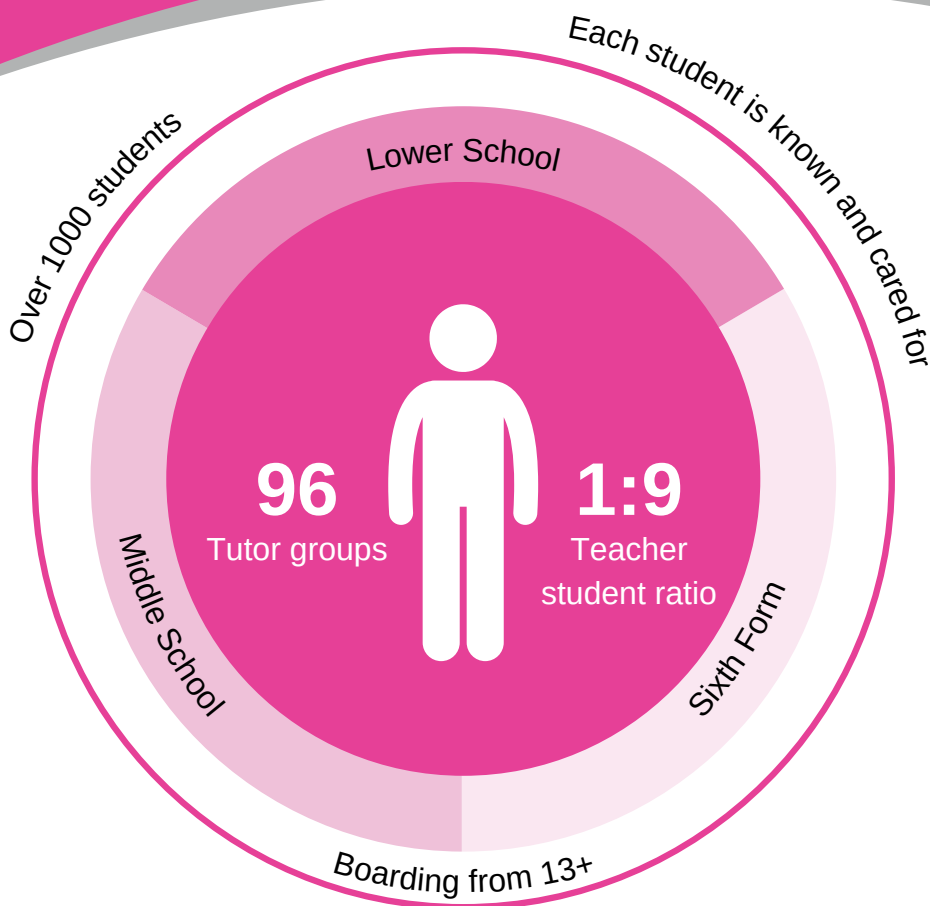 Each student is known and cared for
Over 1000 students
Lower School
96
Tutor groups
1:9
Teacher
student ratio
Middle School
Sixth Form
Boarding from 13+